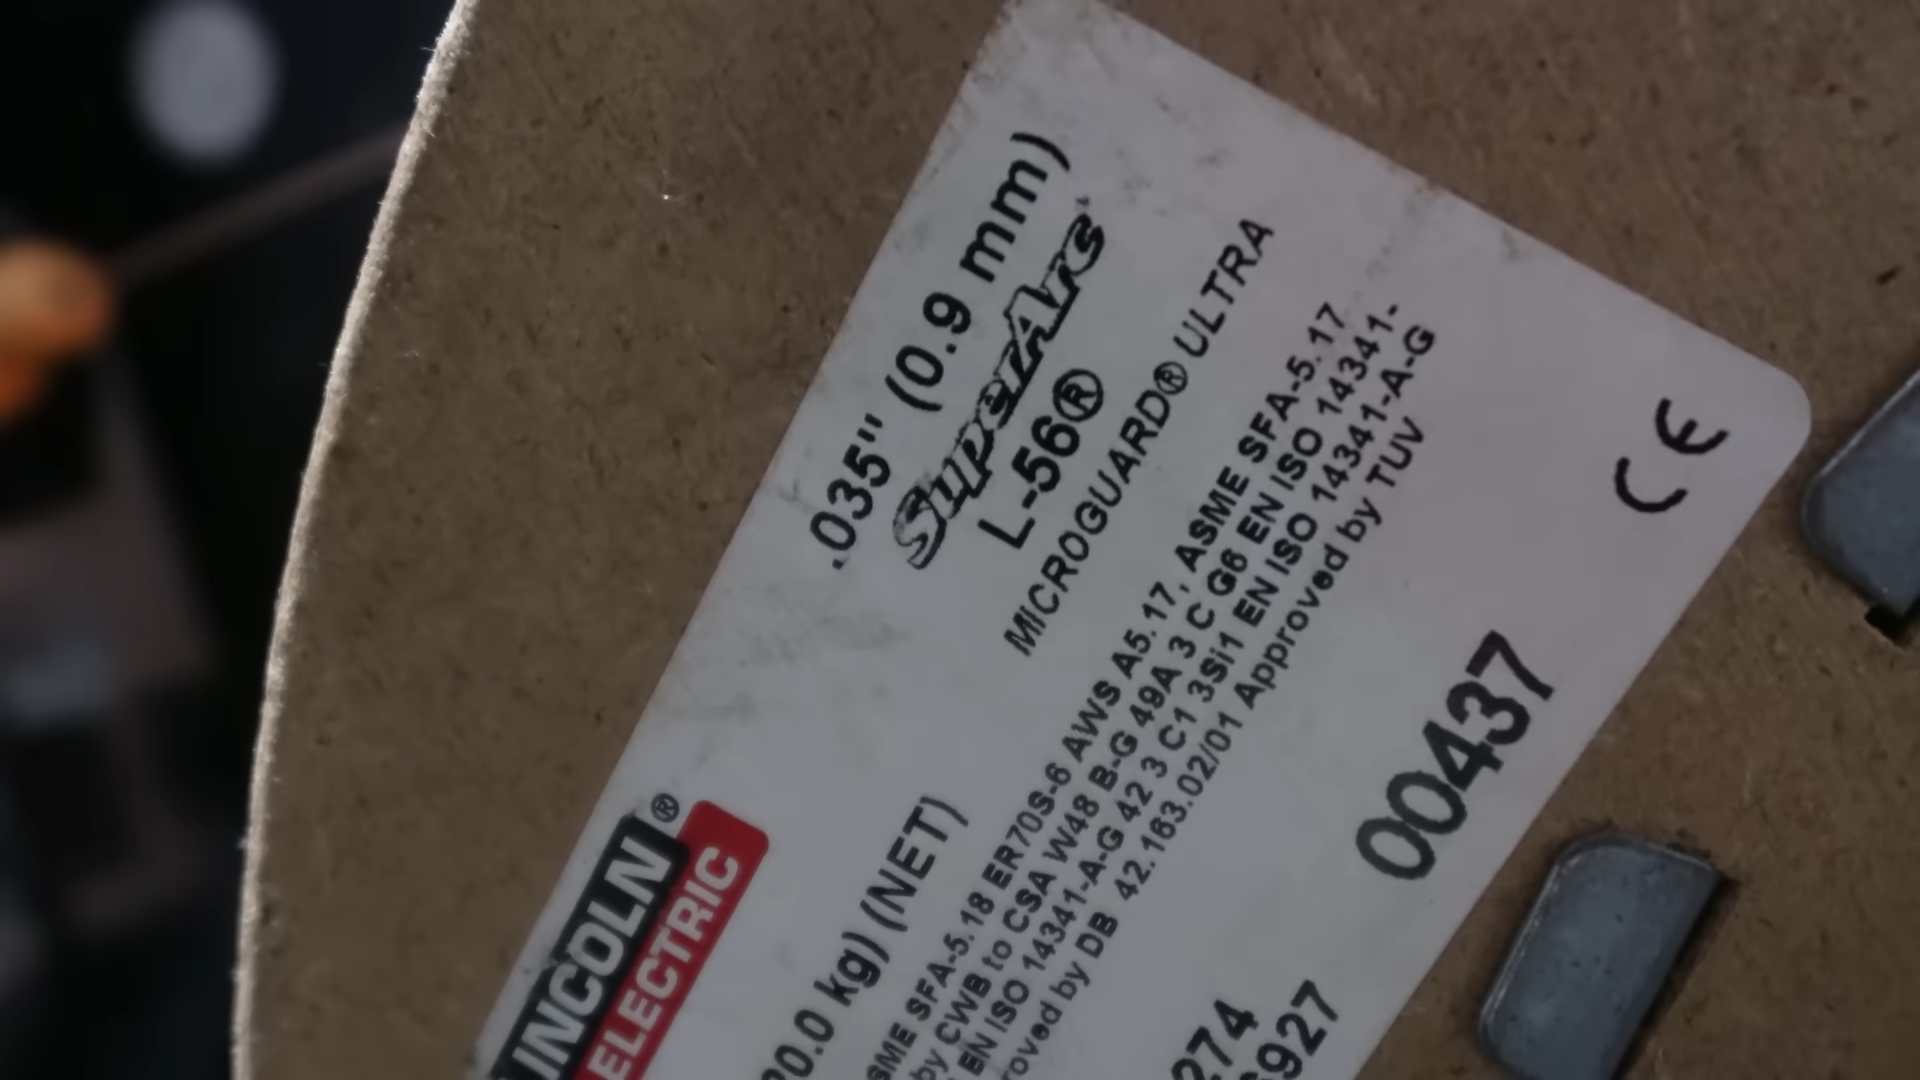 LINCOLN®
ELECTRIC
.035" (0.9 mm)
SuperArc
L-56®
MICROGUARD® ULTRA
0.0 kg) (NET)
SME SFA-5.18 ER70S-6 AWS A5.17, ASME SFA-5.17
by CWB to CSA W48 B-G 49A 3 C G6 EN ISO 14341-
EN ISO 14341-A-G 42 3 C1 3Si1 EN ISO 14341-A-G
roved by DB 42.163.02/01 Approved by TUV
CE
00437
274
927